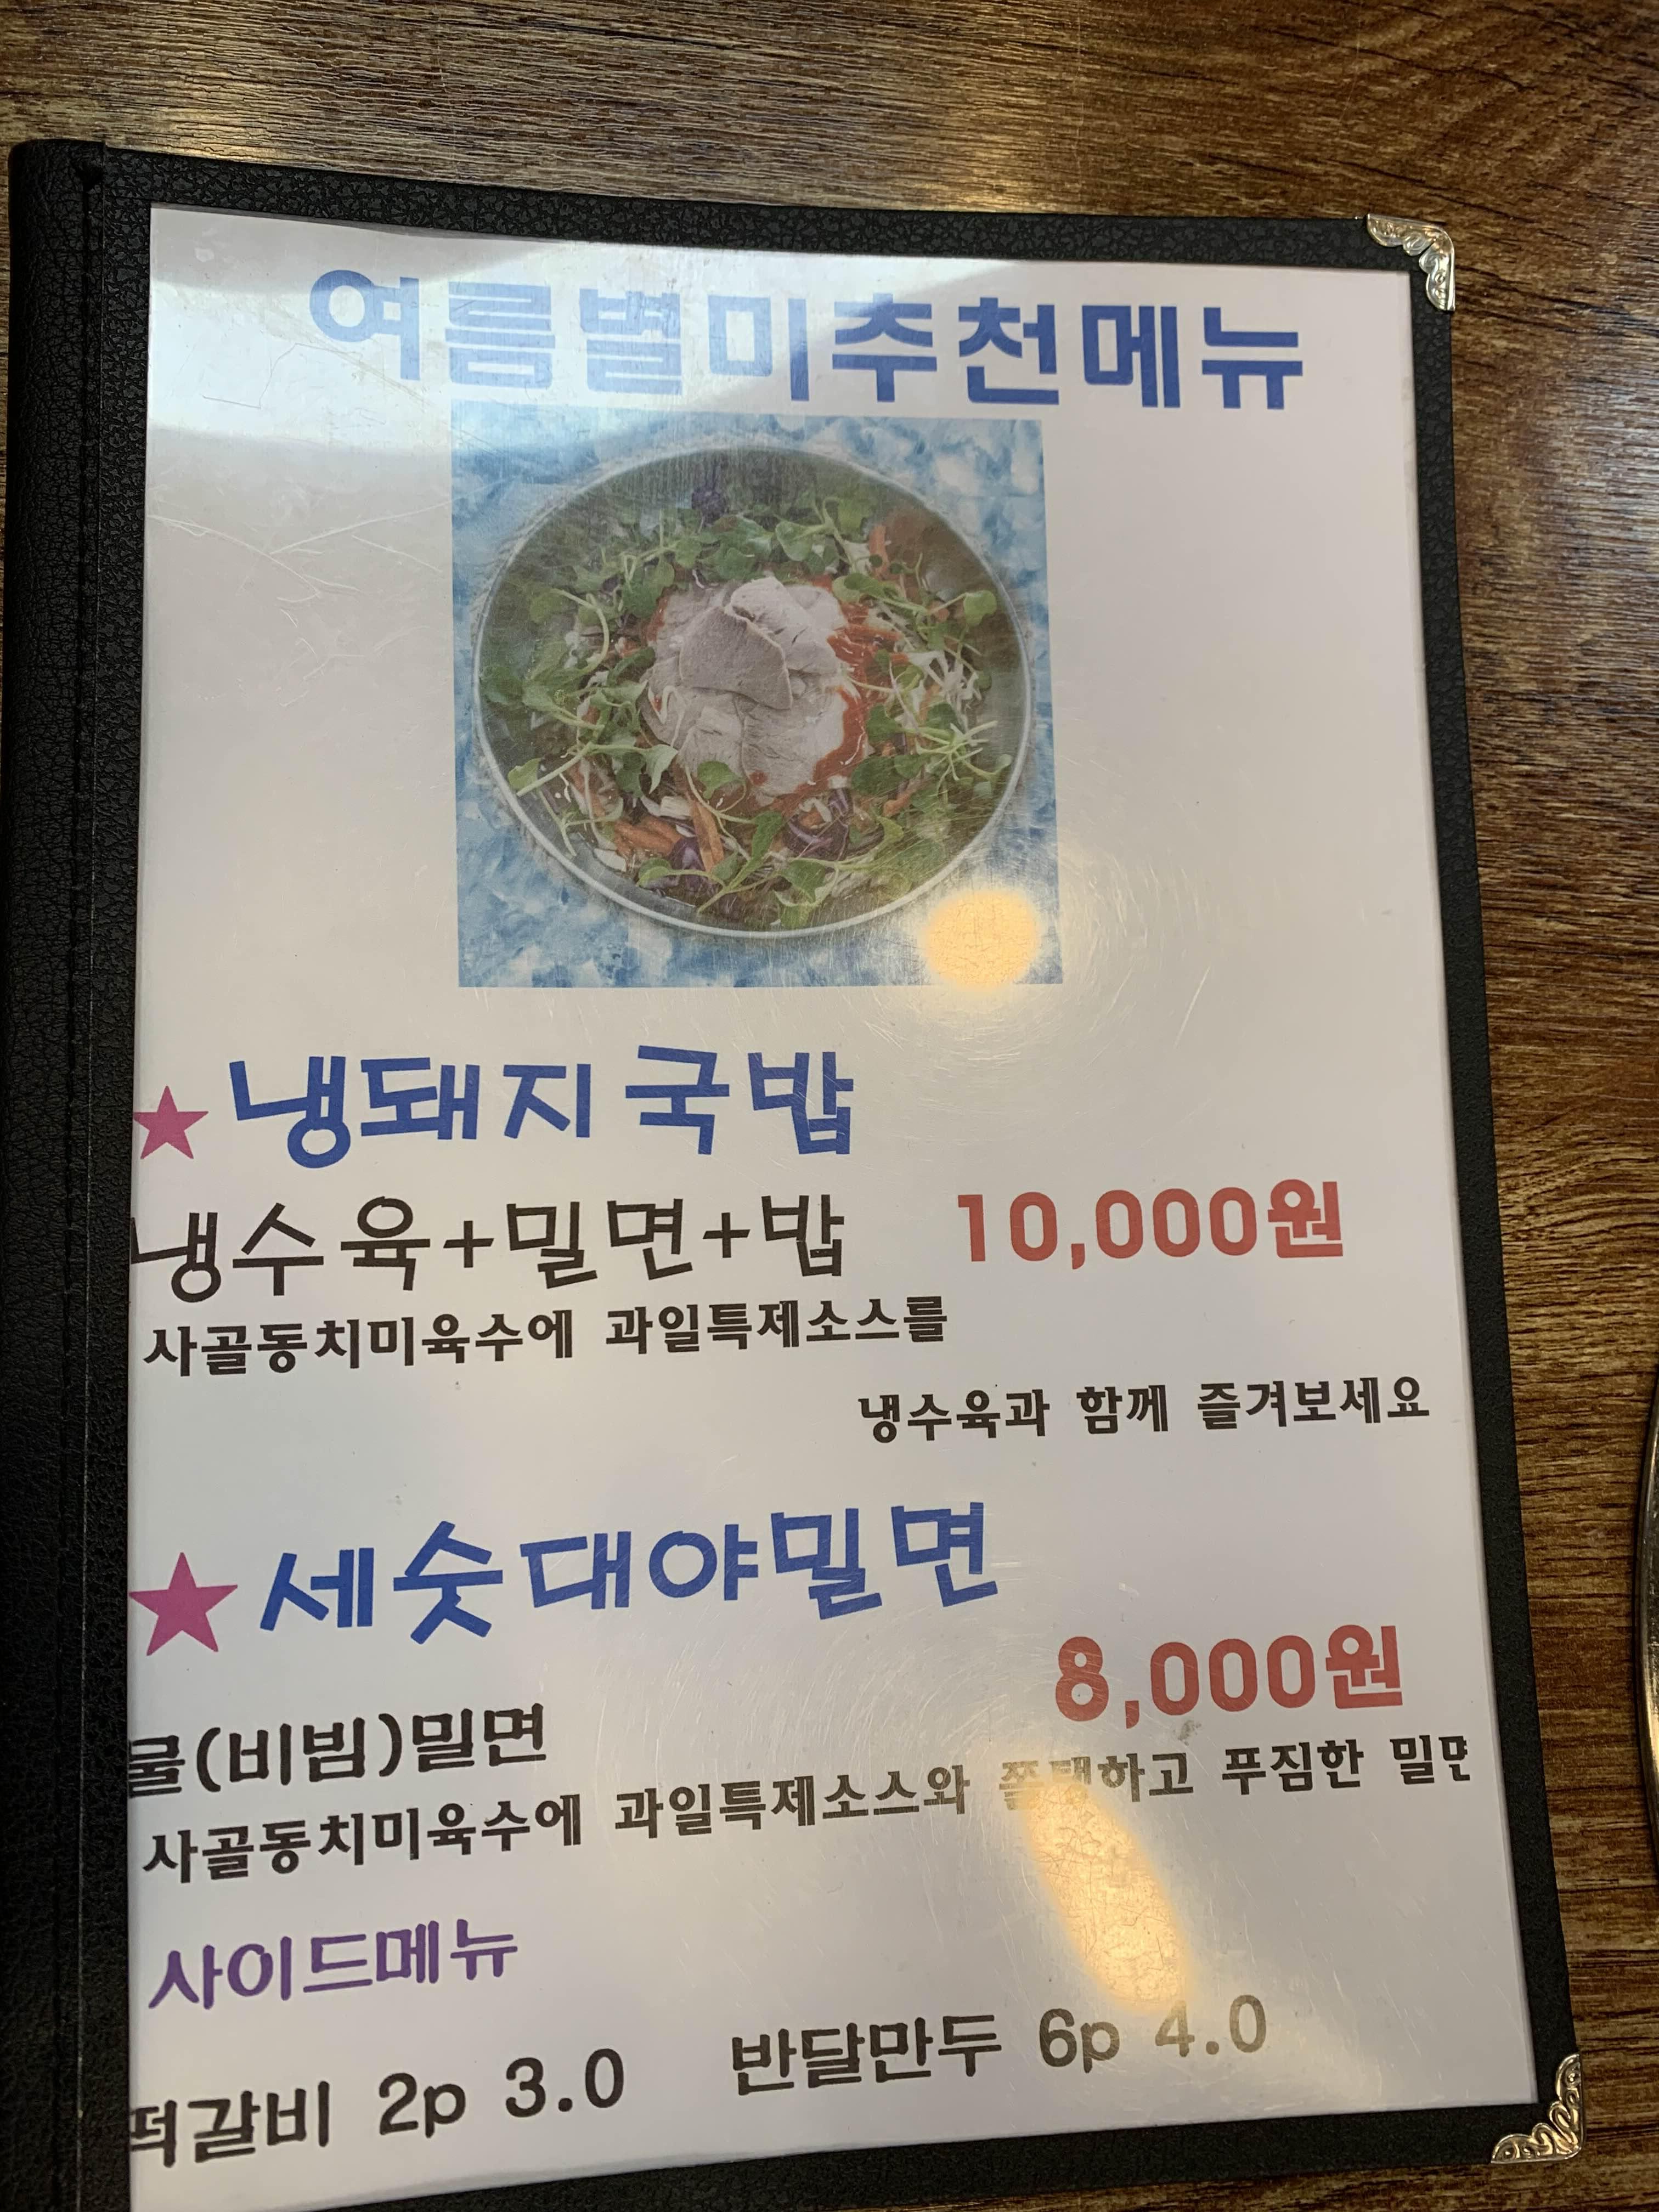 여름별미추천메뉴
★냉돼지국밥
냉수육+밀면+밥 10,000원
사골동치미육수에 과일특제소스를
냉수육과 함께 즐겨보세요
★세숫대야밀면
8,000원
물(비빔)밀면
사골동치미육수에 과일특제소스와 쫄탱하고 푸짐한 밀면
사이드메뉴
떡갈비 2p 3.0 반달만두 6p 4.0